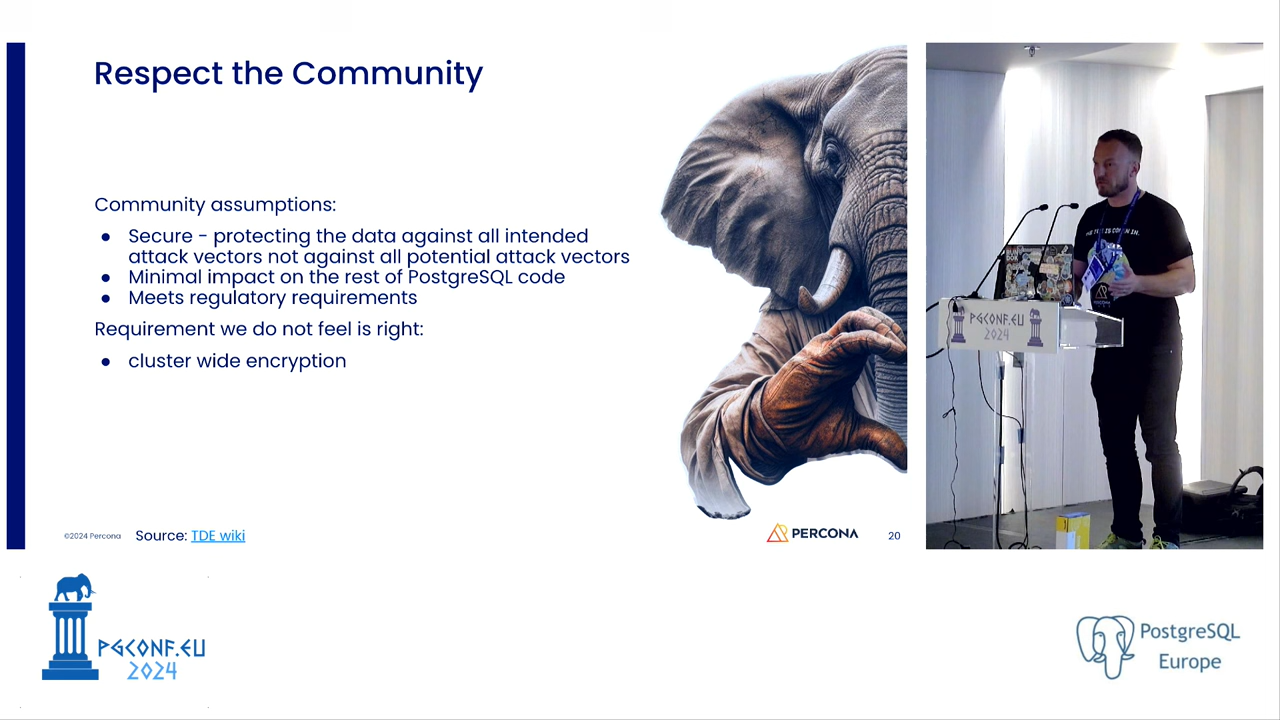 Respect the Community
Community assumptions:
● Secure - protecting the data against all intended
attack vectors not against all potential attack vectors
● Minimal impact on the rest of PostgreSQL code
● Meets regulatory requirements
Requirement we do not feel is right:
● cluster wide encryption
©2024 Percona
Source: TDE wiki
PERCONA
20
PGCONF.EU
2024
PGCONF.EU
2024
PostgreSQL
Europe